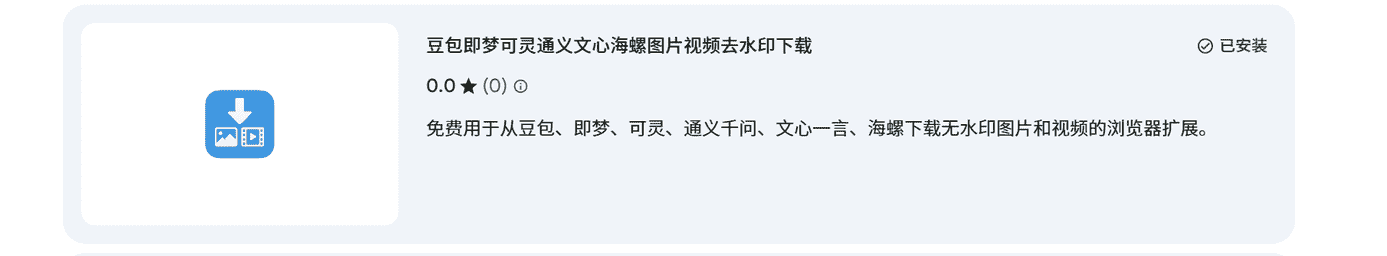 豆包即梦可灵通义文心海螺图片视频去水印下载
已安装
0.0 ★ (0)
免费用于从豆包、即梦、可灵、通义千问、文心一言、海螺下载无水印图片和视频的浏览器扩展。